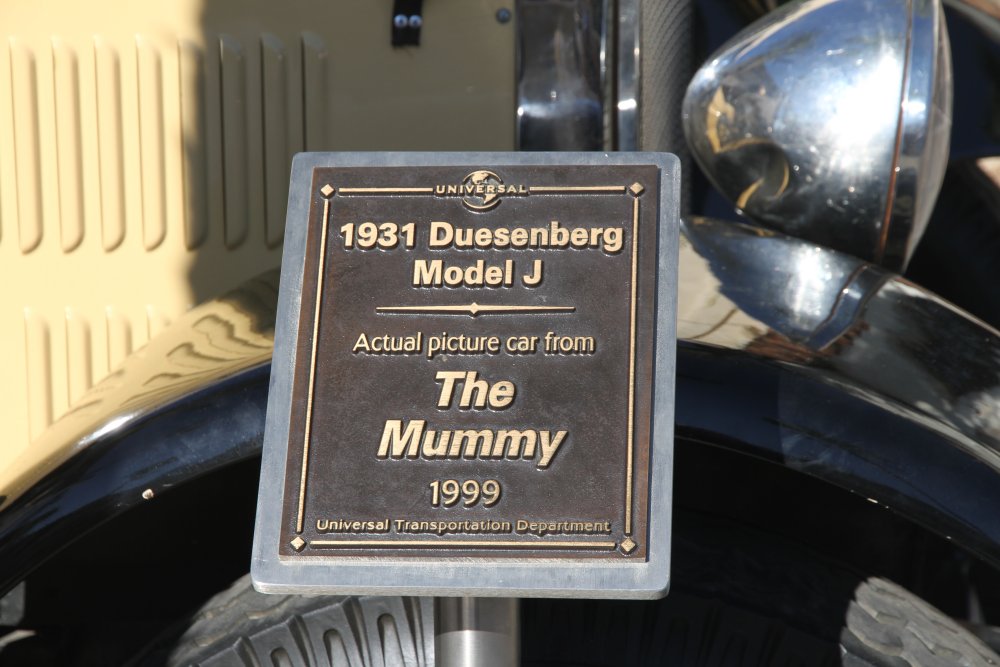 UNIVERSAL
1931 Duesenberg
Model J
Actual picture car from
The
Mummy
1999
Universal Transportation Department